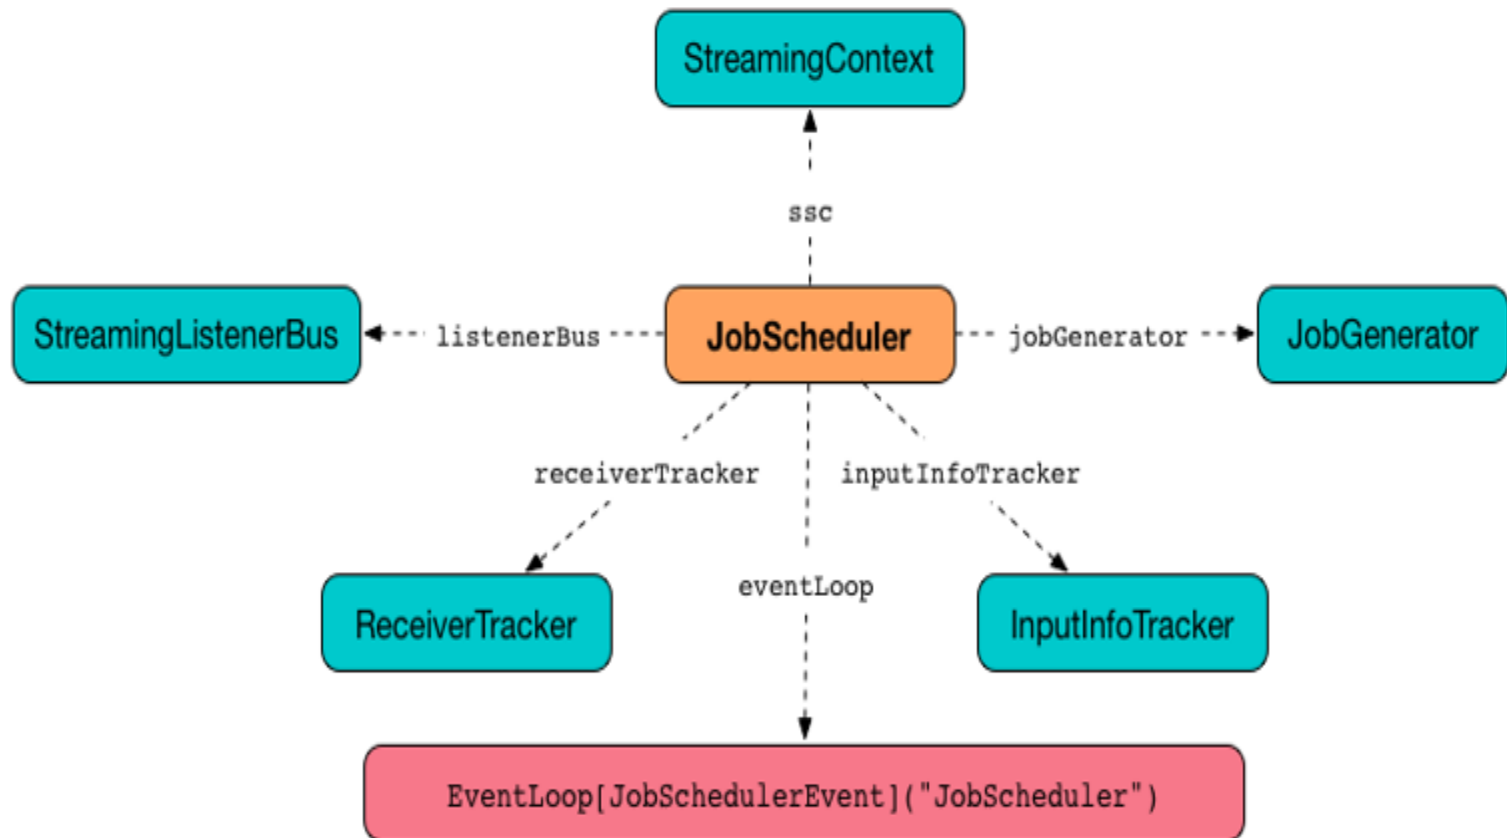 StreamingContext
ssc
StreamingListenerBus
listenerBus
JobScheduler
jobGenerator
JobGenerator
receiverTracker
inputInfoTracker
eventLoop
ReceiverTracker
InputInfoTracker
EventLoop[JobSchedulerEvent]("JobScheduler")